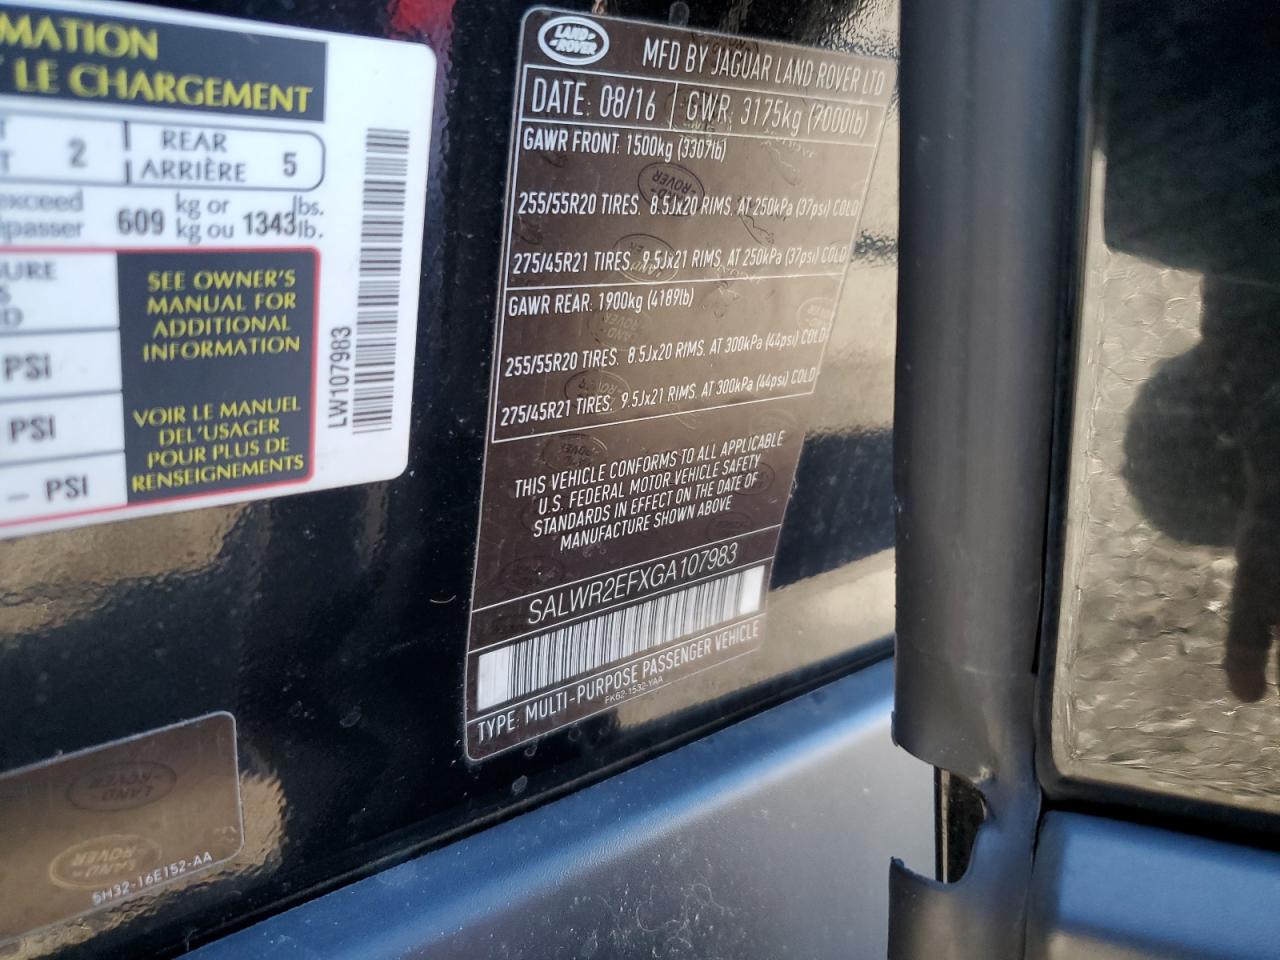 MATION
LE CHARGEMENT
2
REAR
ARRIÈRE 5
exceed
passer
609 kg or
kg ou 1343 lbs.
lb.
SEE OWNER'S
MANUAL FOR
ADDITIONAL
INFORMATION
PSI
PSI
– PSI
VOIR LE MANUEL
DEL'USAGER
POUR PLUS DE
RENSEIGNEMENTS
LW107983
LAND ROVER
MFD BY JAGUAR LAND ROVER LTD
DATE: 08/16 GWR: 3175kg (7000lb)
GAWR FRONT: 1500kg (3307lb)
255/55R20 TIRES. 8.5Jx20 RIMS. AT 250kPa (37psi) COLD
275/45R21 TIRES. 9.5Jx21 RIMS. AT 250kPa (37psi) COLD
GAWR REAR: 1900kg (4189lb)
255/55R20 TIRES. 8.5Jx20 RIMS. AT 300kPa (44psi) COLD
275/45R21 TIRES. 9.5Jx21 RIMS. AT 300kPa (44psi) COLD
THIS VEHICLE CONFORMS TO ALL APPLICABLE
U.S. FEDERAL MOTOR VEHICLE SAFETY
STANDARDS IN EFFECT ON THE DATE OF
MANUFACTURE SHOWN ABOVE
SALWR2EFXGA107983
TYPE: MULTI-PURPOSE PASSENGER VEHICLE
FK62-1532-YAA
LAND ROVER
LAND ROVER
5H32-16E152-AA